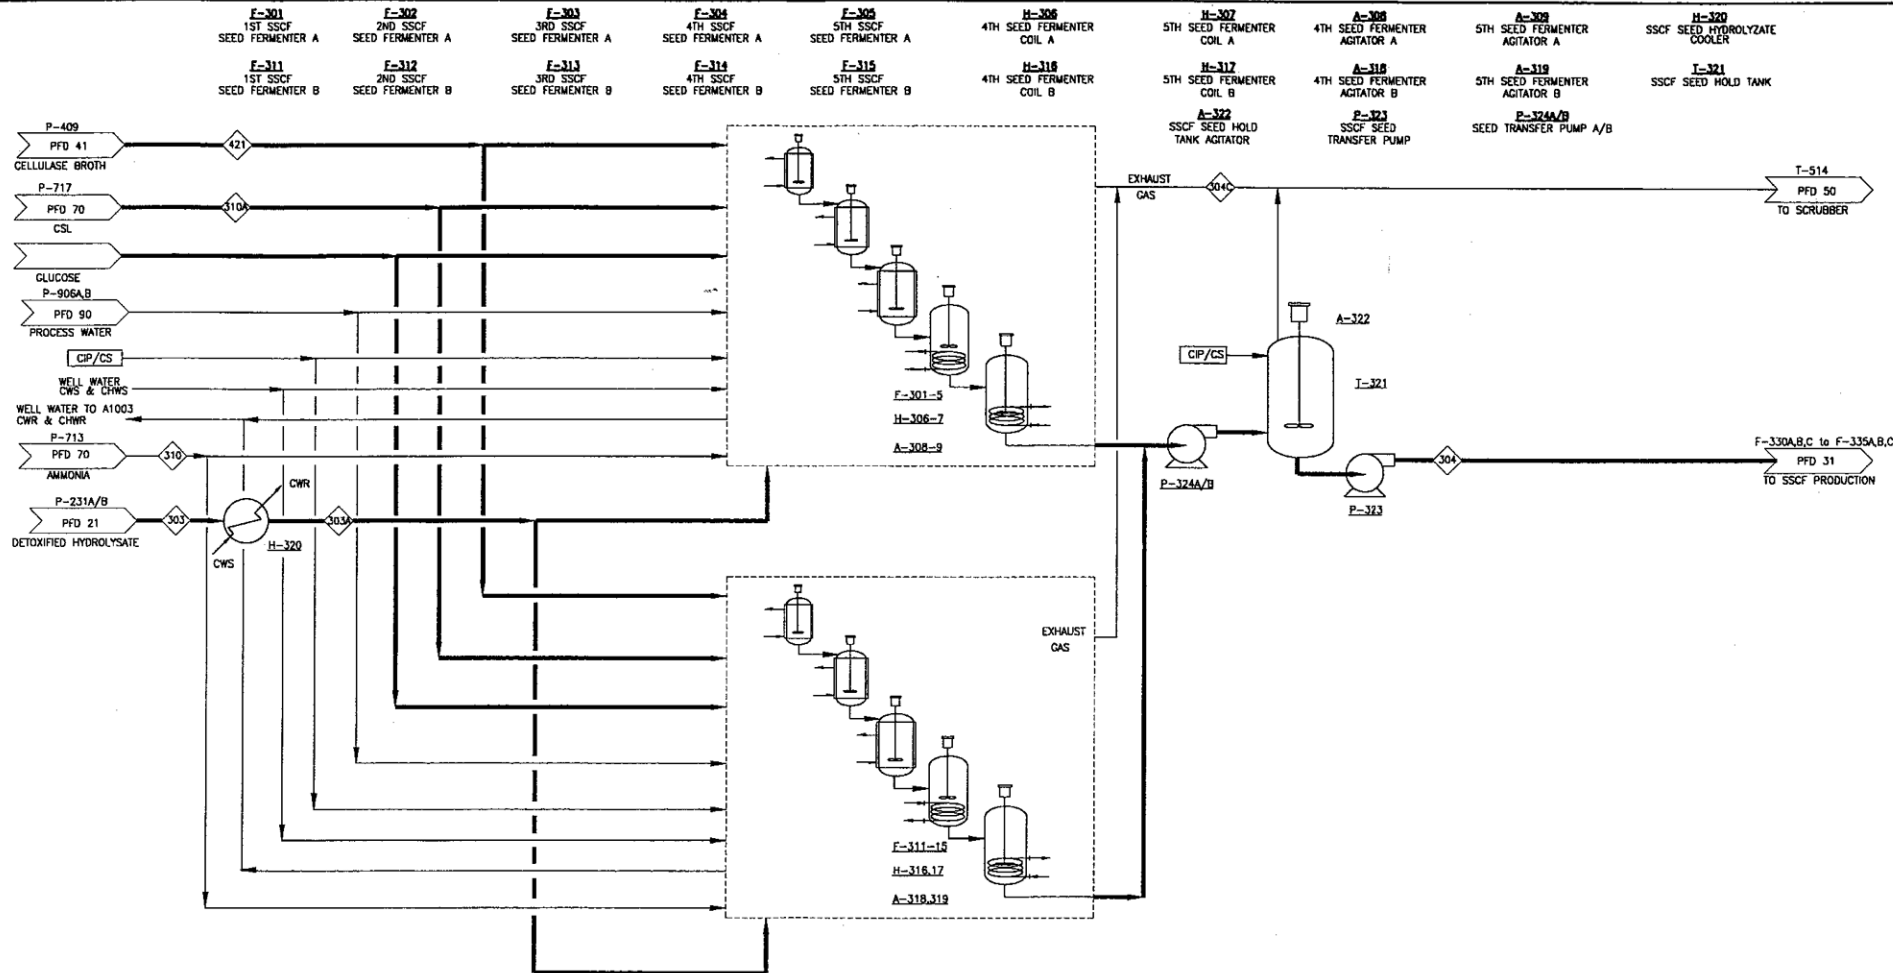 F-301
1ST SSCF
SEED FERMENTER A
F-302
2ND SSCF
SEED FERMENTER A
F-303
3RD SSCF
SEED FERMENTER A
F-304
4TH SSCF
SEED FERMENTER A
F-305
5TH SSCF
SEED FERMENTER A
H-306
4TH SEED FERMENTER
COIL A
H-307
5TH SEED FERMENTER
COIL A
A-308
4TH SEED FERMENTER
AGITATOR A
A-309
5TH SEED FERMENTER
AGITATOR A
H-320
SSCF SEED HYDROLYZATE
COOLER
F-311
1ST SSCF
SEED FERMENTER B
F-312
2ND SSCF
SEED FERMENTER B
F-313
3RD SSCF
SEED FERMENTER B
F-314
4TH SSCF
SEED FERMENTER B
F-315
5TH SSCF
SEED FERMENTER B
H-316
4TH SEED FERMENTER
COIL B
H-317
5TH SEED FERMENTER
COIL B
A-318
4TH SEED FERMENTER
AGITATOR B
A-319
5TH SEED FERMENTER
AGITATOR B
T-321
SSCF SEED HOLD TANK
A-322
SSCF SEED HOLD
TANK AGITATOR
P-323
SSCF SEED
TRANSFER PUMP
P-324A/B
SEED TRANSFER PUMP A/B
P-409
PFD 41
CELLULASE BROTH
421
P-717
PFD 70
CSL
310A
GLUCOSE
P-906A,B
PFD 90
PROCESS WATER
CIP/CS
WELL WATER
CWS & CHWS
WELL WATER TO A1003
CWR & CHWR
P-713
PFD 70
AMMONIA
310
P-231A/B
PFD 21
DETOXIFIED HYDROLYSATE
303
CWR
CWS
H-320
303A
F-301-5
H-306-7
A-308-9
EXHAUST
GAS
304C
T-514
PFD 50
TO SCRUBBER
A-322
CIP/CS
T-321
P-324A/B
P-323
304
F-330A,B,C to F-335A,B,C
PFD 31
TO SSCF PRODUCTION
EXHAUST
GAS
F-311-15
H-316,17
A-318,319